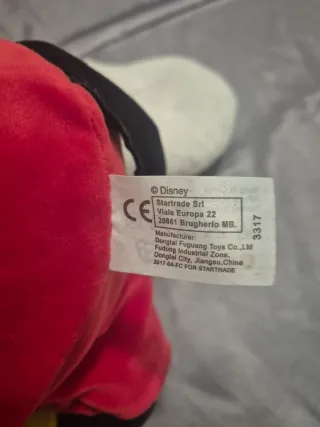 © Disney
CE
Startrade Srl
Viale Europa 22
20861 Brugherio MB.
Manufacturer:
Dongtai Fuguang Toys Co.,Ltd
Fudong Industrial Zone,
Dongtai City, Jiangsu,China
2017-04-FC FOR STARTRADE
3317